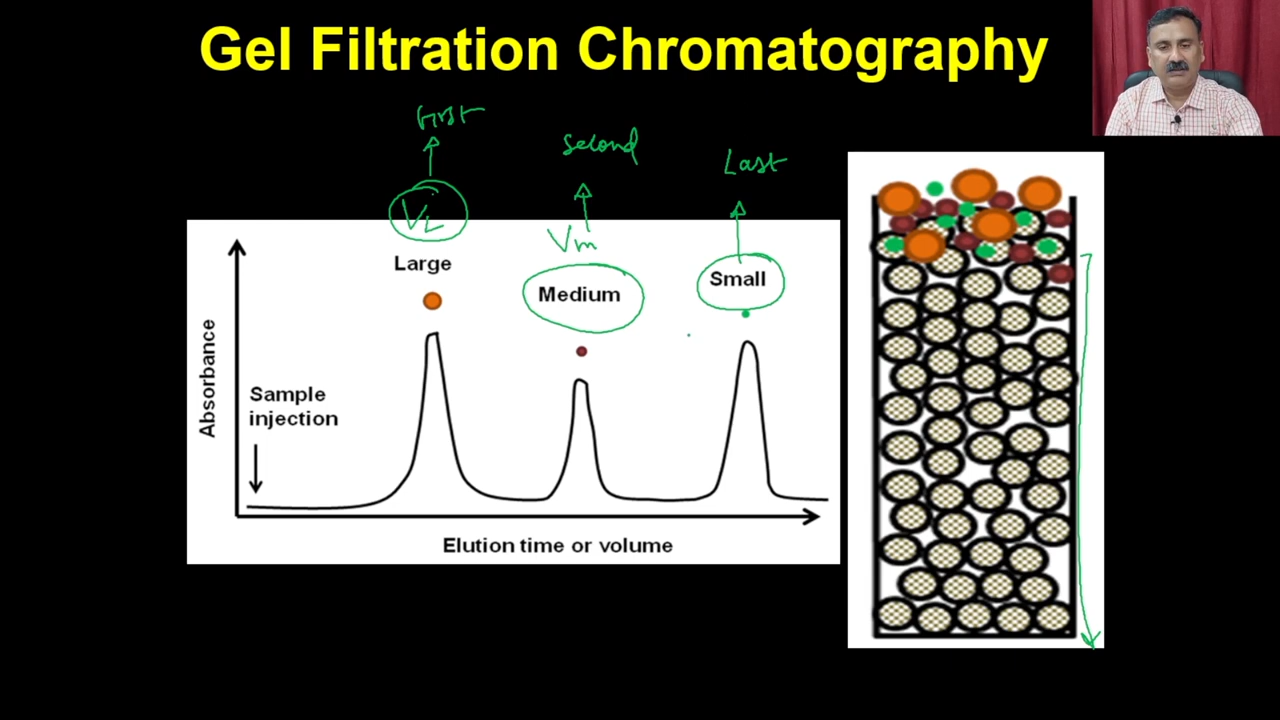 Gel Filtration Chromatography
First
Second
Last
VL
Vm
Large
Medium
Small
Absorbance
Sample
injection
Elution time or volume